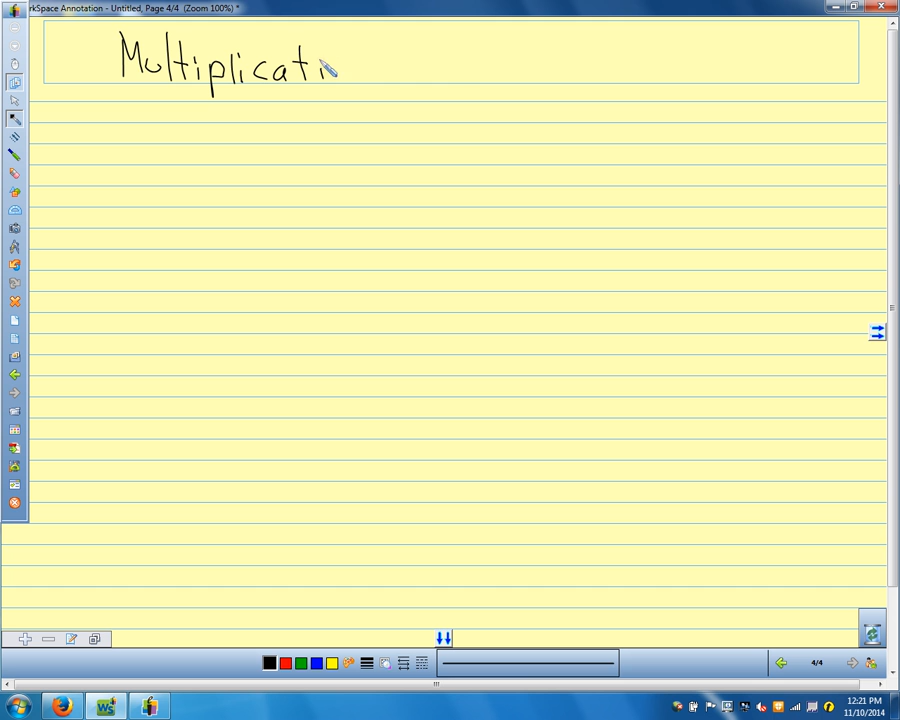 rkSpace Annotation - Untitled, Page 4/4 (Zoom 100%) *
Multiplicati
4/4
12:21 PM
11/10/2014